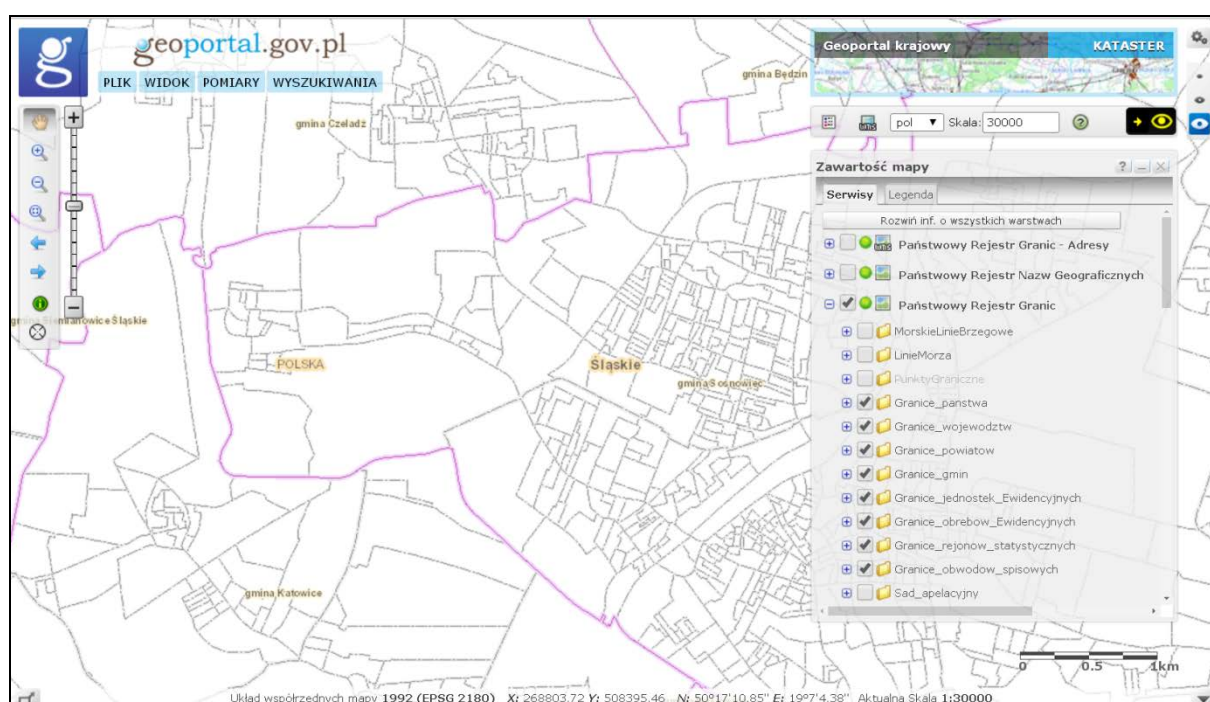 geoportal.gov.pl
PLIK WIDOK POMIARY WYSZUKIWANIA
gmina Czeladź
gmina Będzin
Śląskie
POLSKA
gmina Sosnowiec
gmina Katowice
Geoportal krajowy KATASTER
pol Skala: 30000
Zawartość mapy
Serwisy Legenda
Rozwiń inf. o wszystkich warstwach
Państwowy Rejestr Granic - Adresy
Państwowy Rejestr Nazw Geograficznych
Państwowy Rejestr Granic
MorskieLinieBrzegowe
LinieMorza
PunktyGraniczne
Granice_panstwa
Granice_wojewodztw
Granice_powiatow
Granice_gmin
Granice_jednostek_Ewidencyjnych
Granice_obrebow_Ewidencyjnych
Granice_rejonow_statystycznych
Granice_obwodow_spisowych
Sad_apelacyjny
0 0.5 1km
Układ współrzędnych mapy 1992 (EPSG 2180) X: 268803.72 Y: 508395.46 N: 50°17'10.85" E: 19°7'4.38" Aktualna Skala 1:30000